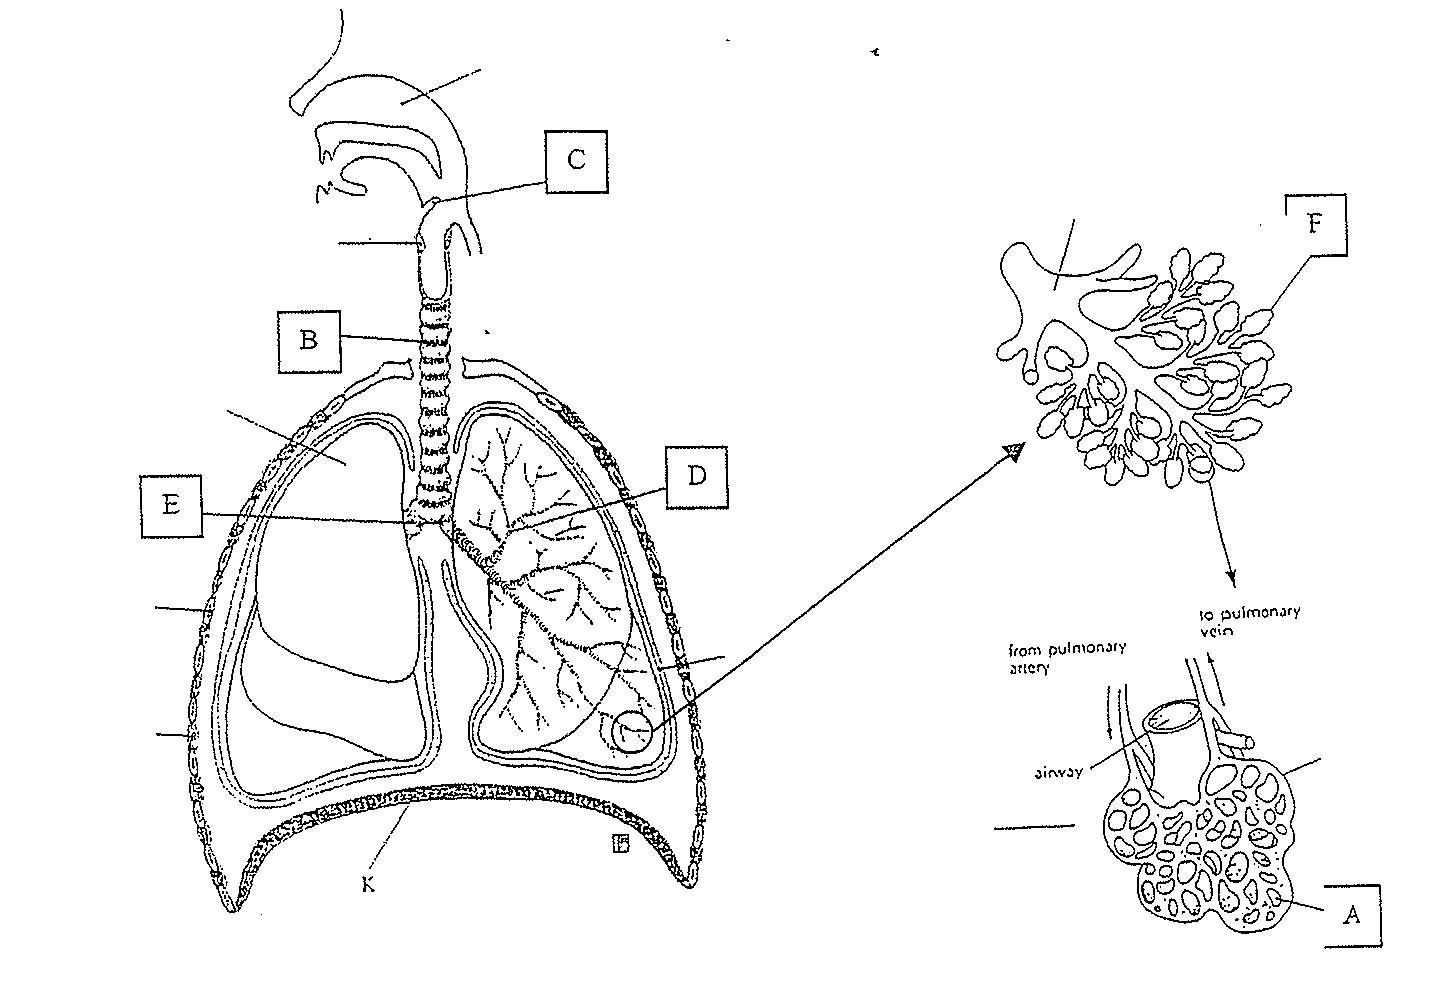 C
F
B
D
E
to pulmonary
vein
from pulmonary
artery
airway
K
A